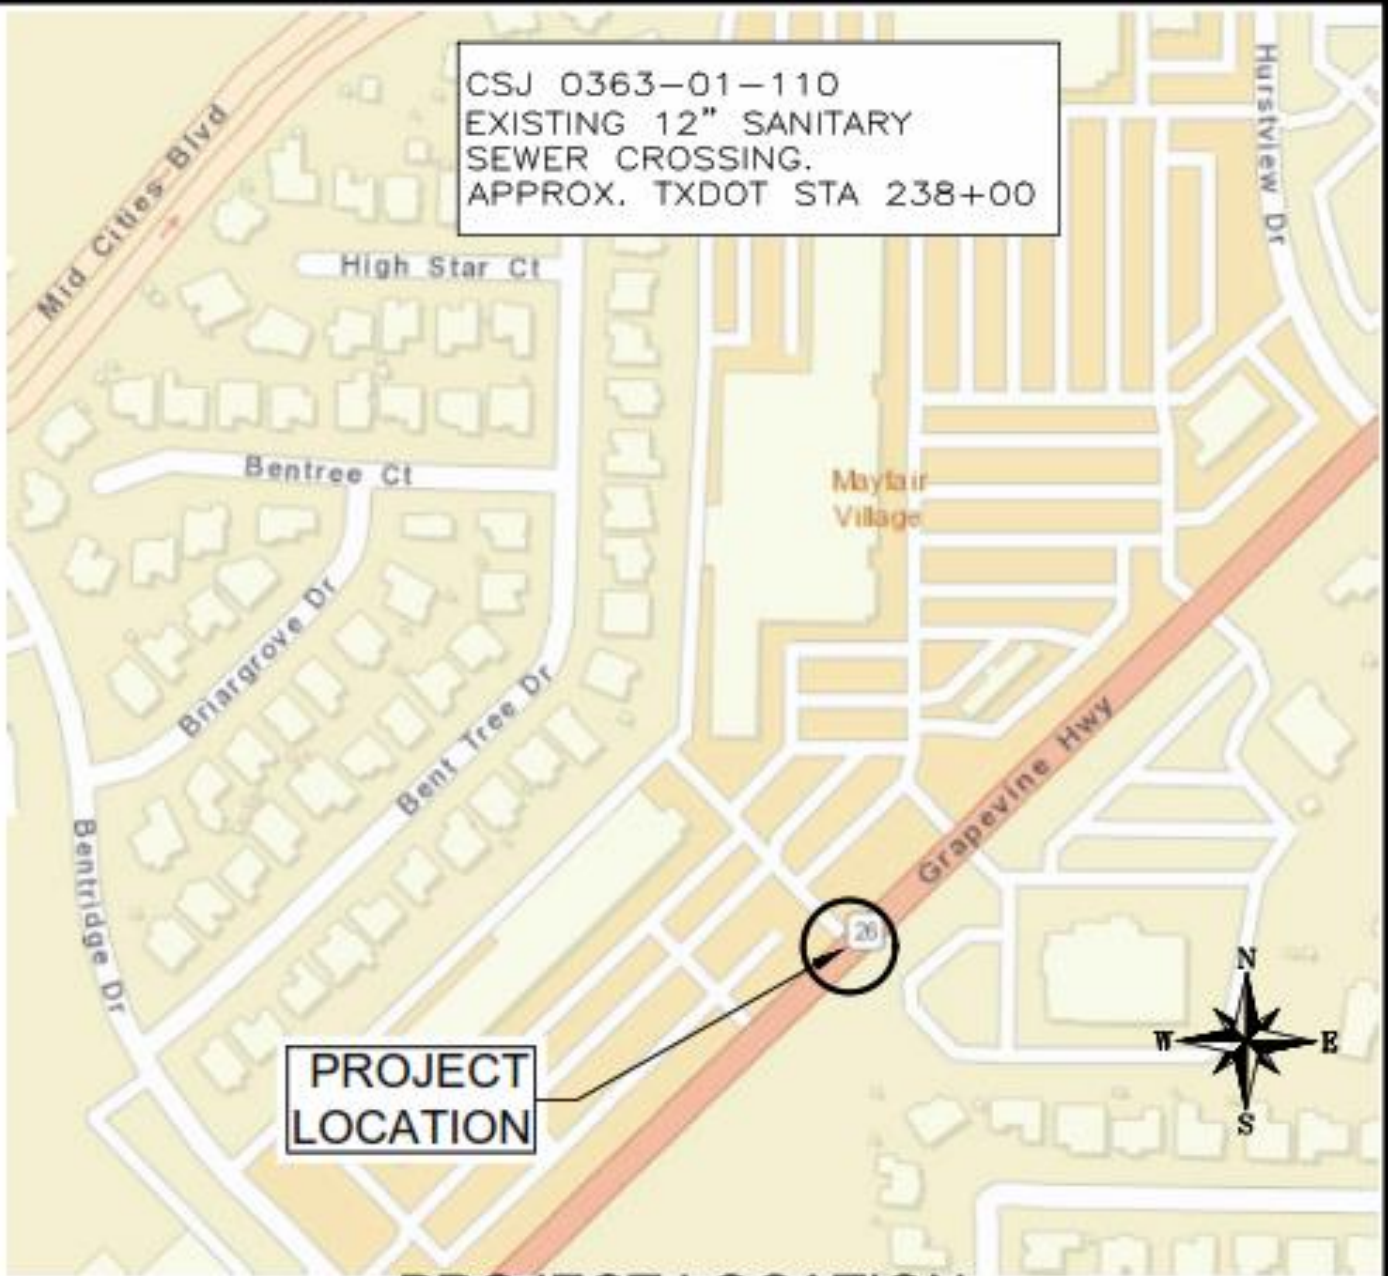 CSJ 0363-01-110
EXISTING 12" SANITARY
SEWER CROSSING.
APPROX. TXDOT STA 238+00
Hurstview Dr
Mid Cities Blvd
High Star Ct
Bentree Ct
Mayfair
Village
Briargrove Dr
Bent Tree Dr
Grapevine Hwy
Bentridge Dr
26
N
W
E
S
PROJECT
LOCATION
PROJECT LOCATION